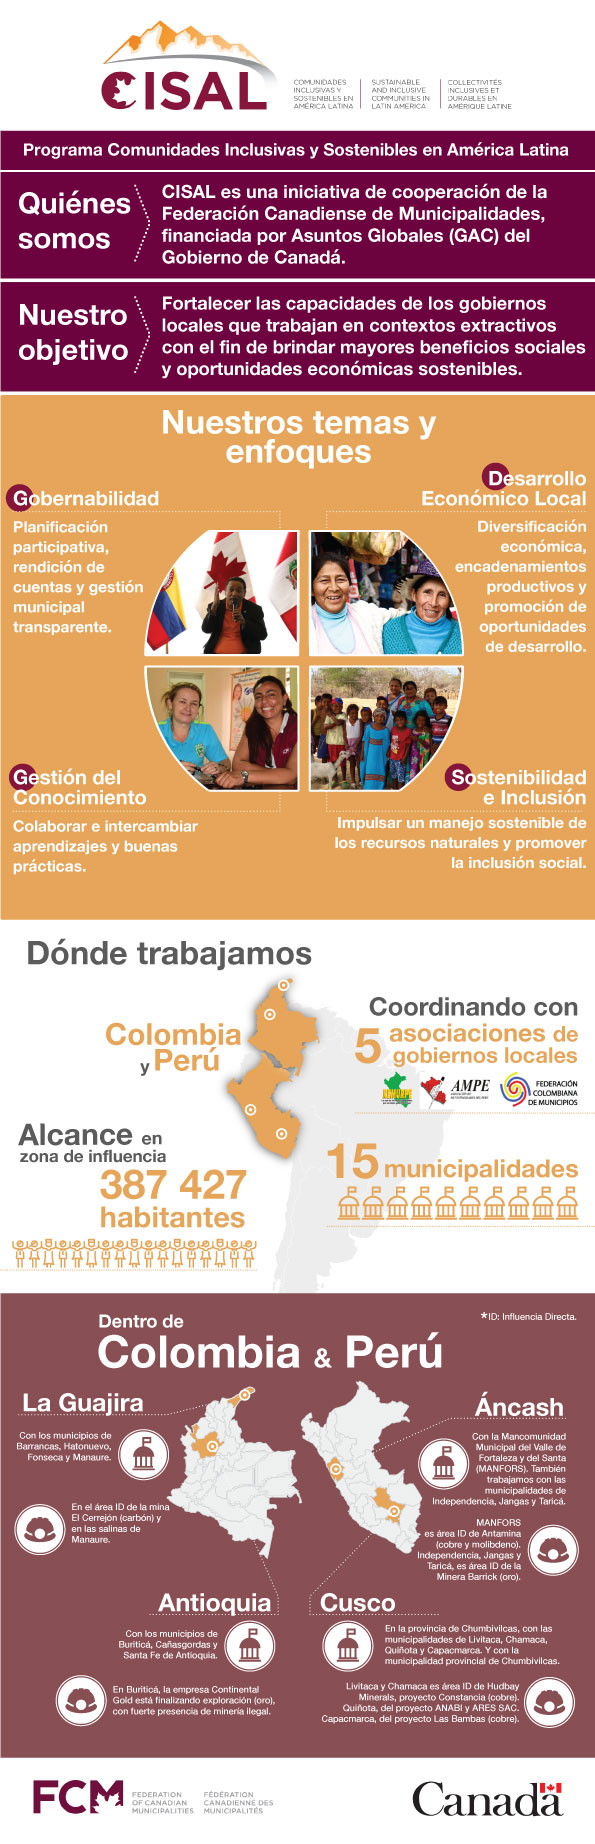 CISAL
COMUNIDADES
INCLUSIVAS Y
SOSTENIBLES EN
AMÉRICA LATINA
SUSTAINABLE
AND INCLUSIVE
COMMUNITIES IN
LATIN AMERICA
COLLECTIVITÉS
INCLUSIVES ET
DURABLES EN
AMÉRIQUE LATINE
Programa Comunidades Inclusivas y Sostenibles en América Latina
Quiénes
somos
CISAL es una iniciativa de cooperación de la
Federación Canadiense de Municipalidades,
financiada por Asuntos Globales (GAC) del
Gobierno de Canadá.
Nuestro
objetivo
Fortalecer las capacidades de los gobiernos
locales que trabajan en contextos extractivos
con el fin de brindar mayores beneficios sociales
y oportunidades económicas sostenibles.
Nuestros temas y
enfoques
Gobernabilidad
Planificación
participativa,
rendición de
cuentas y gestión
municipal
transparente.
Desarrollo
Económico Local
Diversificación
económica,
encadenamientos
productivos y
promoción de
oportunidades
de desarrollo.
Gestión del
Conocimiento
Colaborar e intercambiar
aprendizajes y buenas
prácticas.
Sostenibilidad
e Inclusión
Impulsar un manejo sostenible de
los recursos naturales y promover
la inclusión social.
Dónde trabajamos
Colombia
y Perú
Coordinando con
5 asociaciones de
gobiernos locales
AMPE
FEDERACIÓN
COLOMBIANA
DE MUNICIPIOS
Alcance en
zona de influencia
387 427
habitantes
15 municipalidades
*ID: Influencia Directa.
Dentro de
Colombia & Perú
La Guajira
Con los municipios de
Barrancas, Hatonuevo,
Fonseca y Manaure.
En el área ID de la mina
El Cerrejón (carbón) y
en las salinas de
Manaure.
Áncash
Con la Mancomunidad
Municipal del Valle de
Fortaleza y del Santa
(MANFORS). También
trabajamos con las
municipalidades de
Independencia, Jangas y Taricá.
MANFORS
es área ID de Antamina
(cobre y molibdeno).
Independencia, Jangas y
Taricá, es área ID de la
Minera Barrick (oro).
Antioquia
Con los municipios de
Buriticá, Cañasgordas y
Santa Fe de Antioquia.
En Buriticá, la empresa Continental
Gold está finalizando exploración (oro),
con fuerte presencia de minería ilegal.
Cusco
En la provincia de Chumbivilcas, con las
municipalidades de Livitaca, Chamaca,
Quiñota y Capacmarca. Y con la
municipalidad provincial de Chumbivilcas.
Livitaca y Chamaca es área ID de Hudbay
Minerals, proyecto Constancia (cobre).
Quiñota, del proyecto ANABI y ARES SAC.
Capacmarca, del proyecto Las Bambas (cobre).
FCM
FEDERATION
OF CANADIAN
MUNICIPALITIES
FÉDÉRATION
CANADIENNE DES
MUNICIPALITÉS
Canada